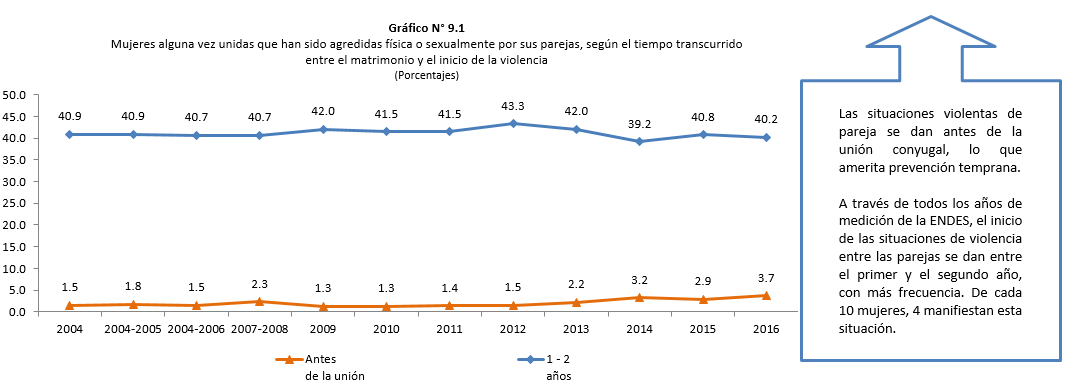 Gráfico N° 9.1
Mujeres alguna vez unidas que han sido agredidas física o sexualmente por sus parejas, según el tiempo transcurrido
entre el matrimonio y el inicio de la violencia
(Porcentajes)
50.0
45.0
40.0
35.0
30.0
25.0
20.0
15.0
10.0
5.0
0.0
40.9 40.9 40.7 40.7 42.0 41.5 41.5 43.3 42.0 39.2 40.8 40.2
1.5 1.8 1.5 2.3 1.3 1.3 1.4 1.5 2.2 3.2 2.9 3.7
2004 2004-2005 2004-2006 2007-2008 2009 2010 2011 2012 2013 2014 2015 2016
Antes
de la unión
1 - 2
años
Las situaciones violentas de
pareja se dan antes de la
unión conyugal, lo que
amerita prevención temprana.
A través de todos los años de
medición de la ENDES, el inicio
de las situaciones de violencia
entre las parejas se dan entre
el primer y el segundo año,
con más frecuencia. De cada
10 mujeres, 4 manifiestan esta
situación.